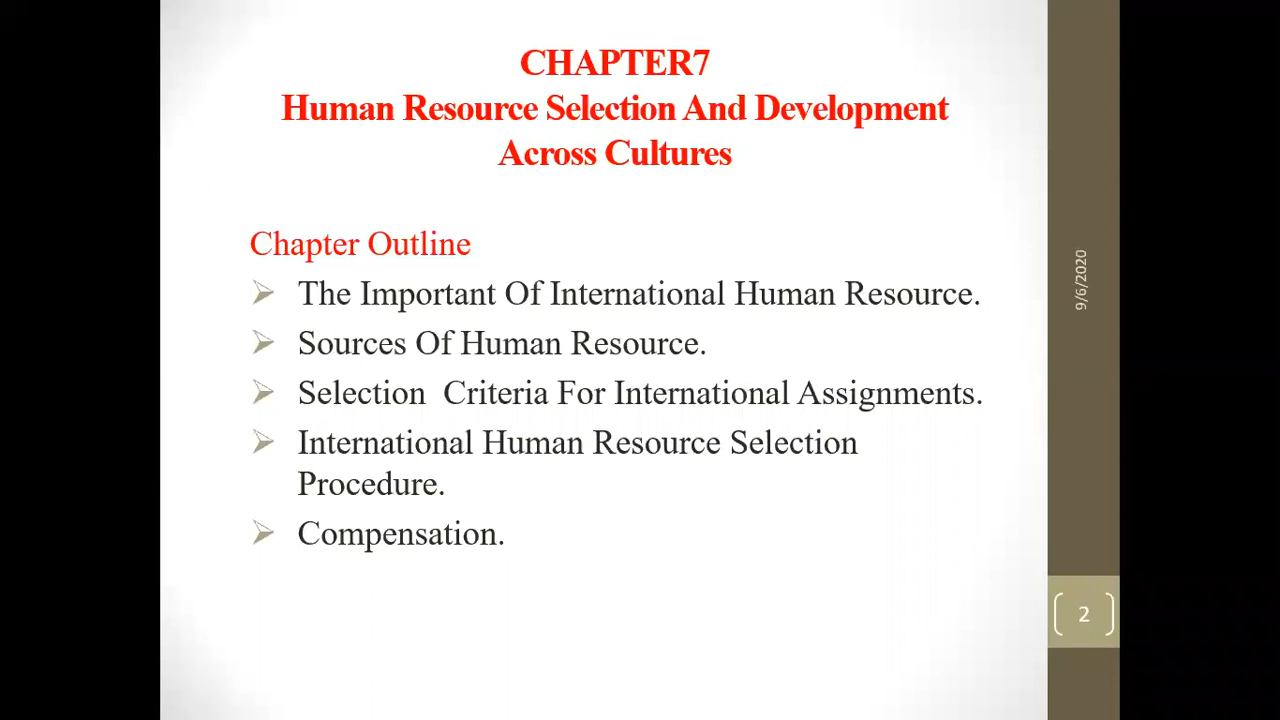 CHAPTER7
Human Resource Selection And Development
Across Cultures
Chapter Outline
The Important Of International Human Resource.
Sources Of Human Resource.
Selection  Criteria For International Assignments.
International Human Resource Selection
Procedure.
Compensation.
9/6/2020
2